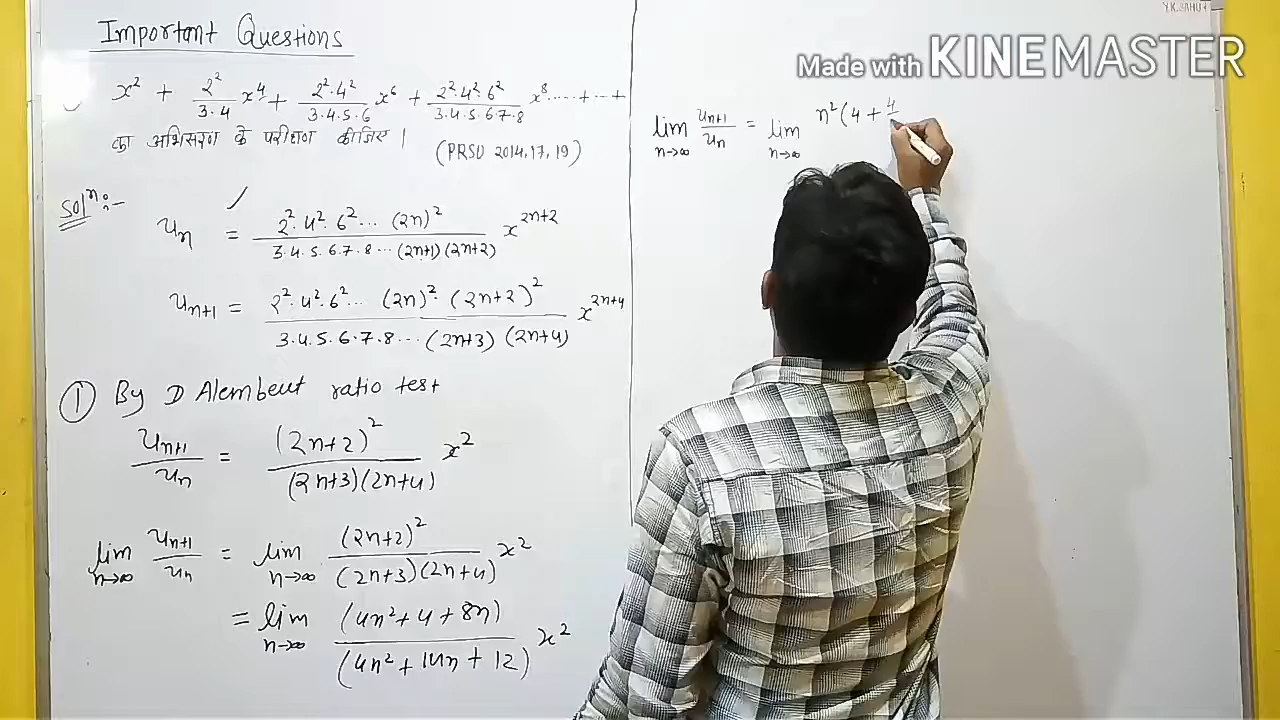 Important Questions
x² + 2²/3·4 x⁴ + 2²·4²/3·4·5·6 x⁶ + 2²·4²·6²/3·4·5·6·7·8 x⁸ ....+ ...+
का अभिसरण के परीक्षण कीजिए।
(PRSU 2014,17,19)
Solⁿ:-
uₙ = 2²·4²·6²... (2n)² / 3·4·5·6·7·8...(2n+1)(2n+2) x²ⁿ⁺²
uₙ₊₁ = 2²·4²·6²... (2n)²·(2n+2)² / 3·4·5·6·7·8...(2n+3)(2n+4) x²ⁿ⁺⁴
① By D Alembert ratio test
uₙ₊₁/uₙ = (2n+2)² / (2n+3)(2n+4) x²
lim n→∞ uₙ₊₁/uₙ = lim n→∞ (2n+2)² / (2n+3)(2n+4) x²
= lim n→∞ (4n²+4+8n) / (4n²+14n+12) x²
Y.K.SAHU
Made with KINEMASTER
lim n→∞ uₙ₊₁/uₙ = lim n→∞ n²(4+4/